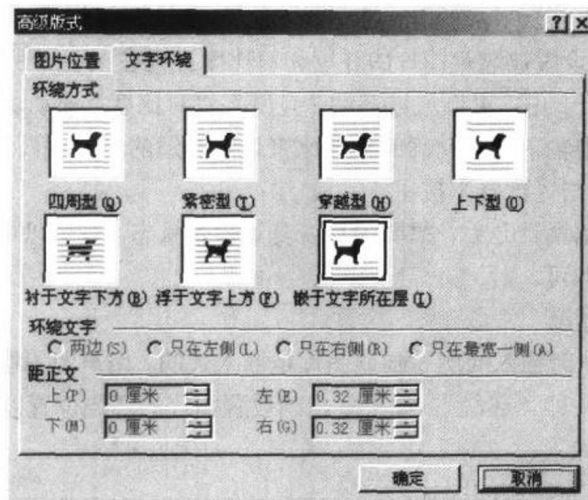 高级版式
图片位置 文字环绕
环绕方式
四周型(Q) 紧密型(T) 穿越型(H) 上下型(O)
衬于文字下方(B) 浮于文字上方(F) 嵌于文字所在层(I)
环绕文字
两边(S) 只在左侧(L) 只在右侧(R) 只在最宽一侧(A)
距正文
上(P) 0 厘米 左(E) 0.32 厘米
下(M) 0 厘米 右(G) 0.32 厘米
确定 取消